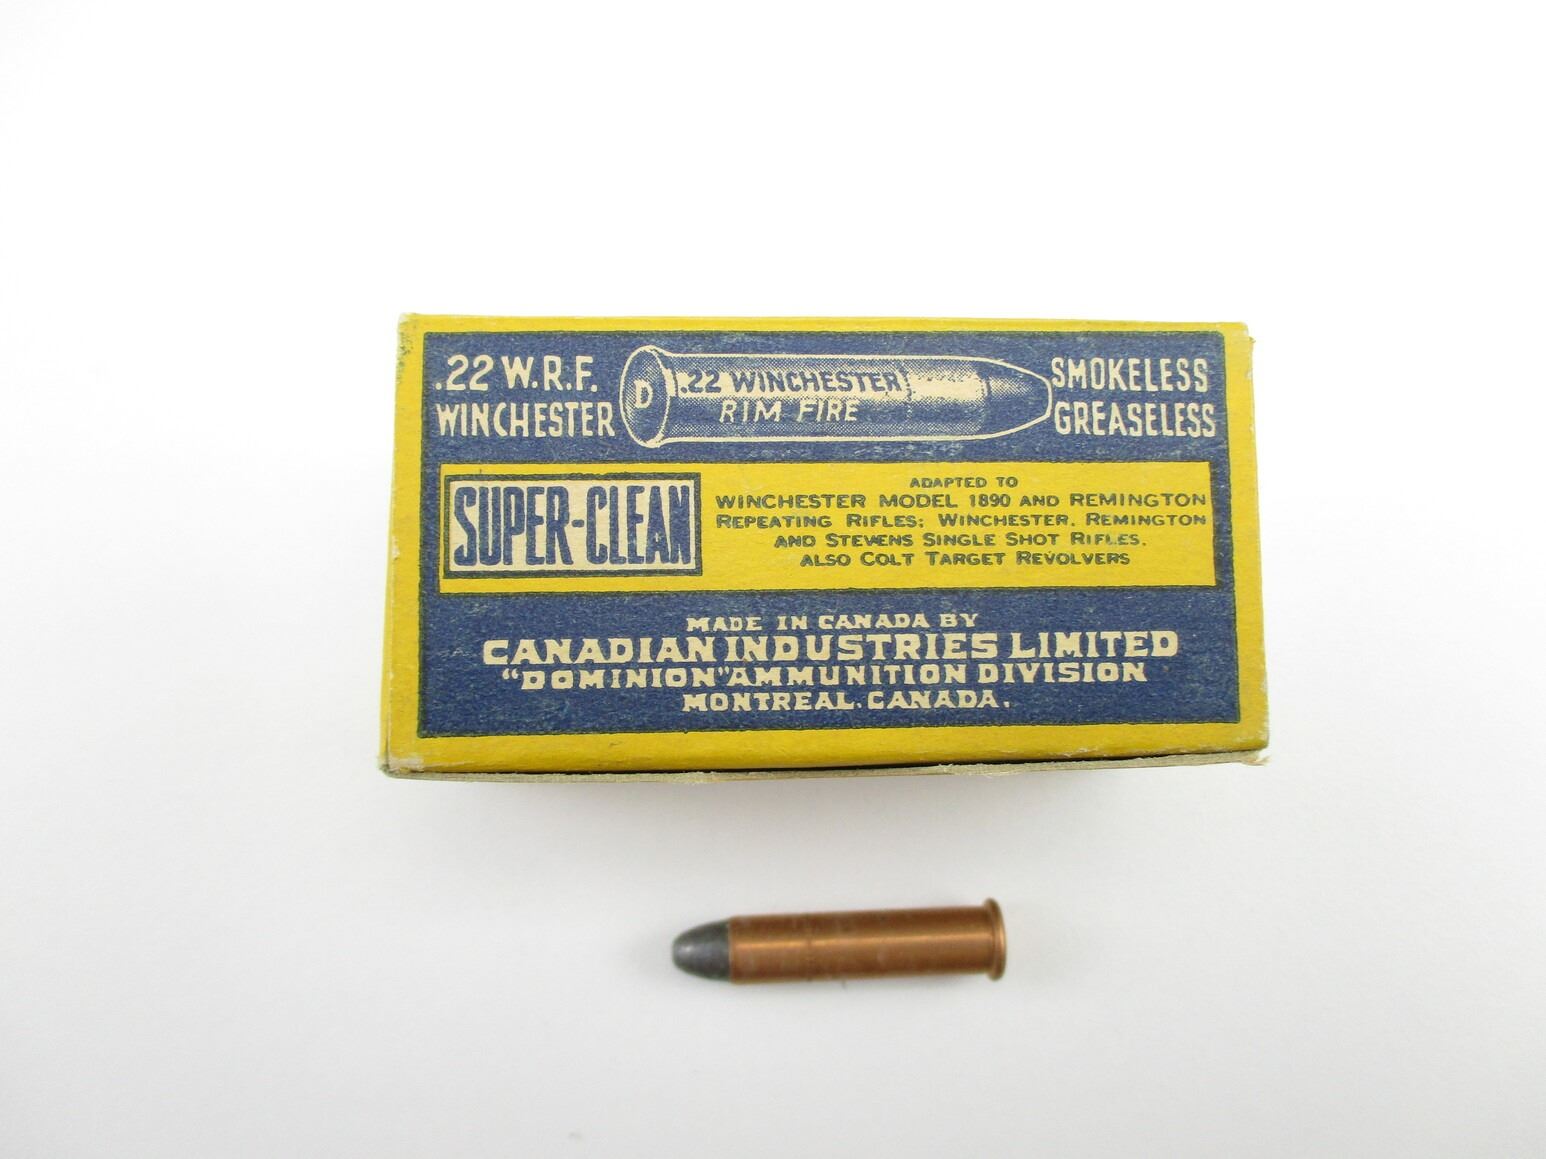 .22 W.R.F.
WINCHESTER
D
.22 WINCHESTER
RIM FIRE
SMOKELESS
GREASELESS
SUPER-CLEAN
ADAPTED TO
WINCHESTER MODEL 1890 AND REMINGTON
REPEATING RIFLES; WINCHESTER, REMINGTON
AND STEVENS SINGLE SHOT RIFLES.
ALSO COLT TARGET REVOLVERS
MADE IN CANADA BY
CANADIAN INDUSTRIES LIMITED
"DOMINION" AMMUNITION DIVISION
MONTREAL. CANADA.